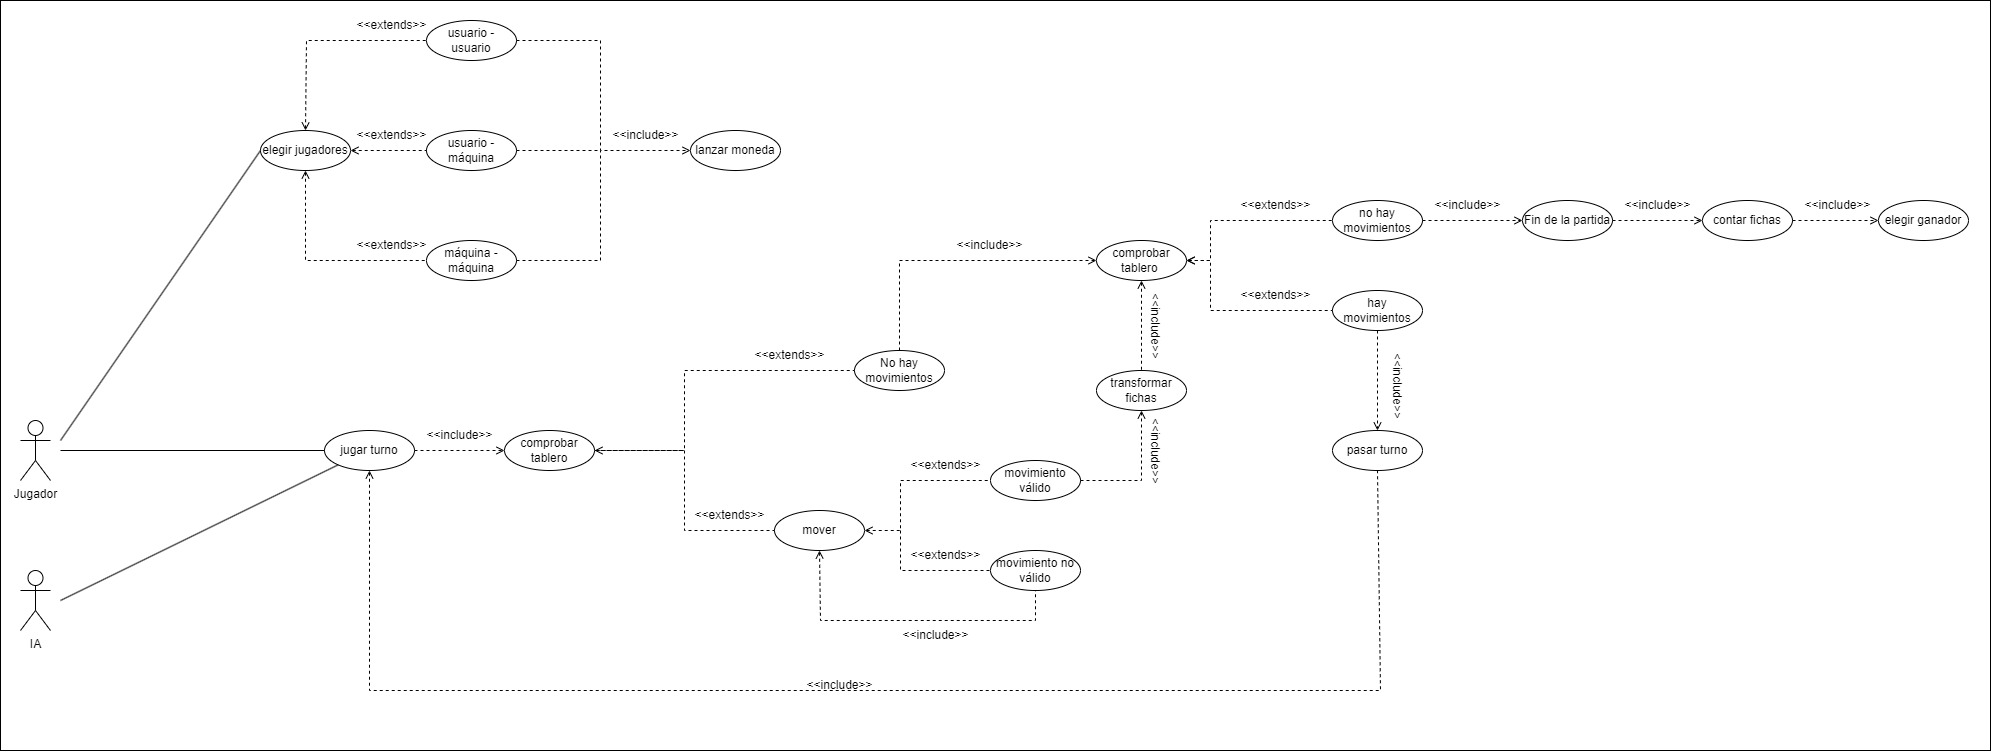 <<extends>>
usuario -
usuario
elegir jugadores
<<extends>>
usuario -
máquina
<<include>>
lanzar moneda
<<extends>>
máquina -
máquina
<<extends>>
no hay
movimientos
<<include>>
Fin de la partida
<<include>>
contar fichas
<<include>>
elegir ganador
<<include>>
comprobar
tablero
<<extends>>
hay
movimientos
<<include>>
<<include>>
<<extends>>
No hay
movimientos
transformar
fichas
<<include>>
Jugador
jugar turno
<<include>>
comprobar
tablero
pasar turno
<<extends>>
movimiento
válido
<<extends>>
mover
<<extends>>
movimiento no
válido
<<include>>
IA
<<include>>